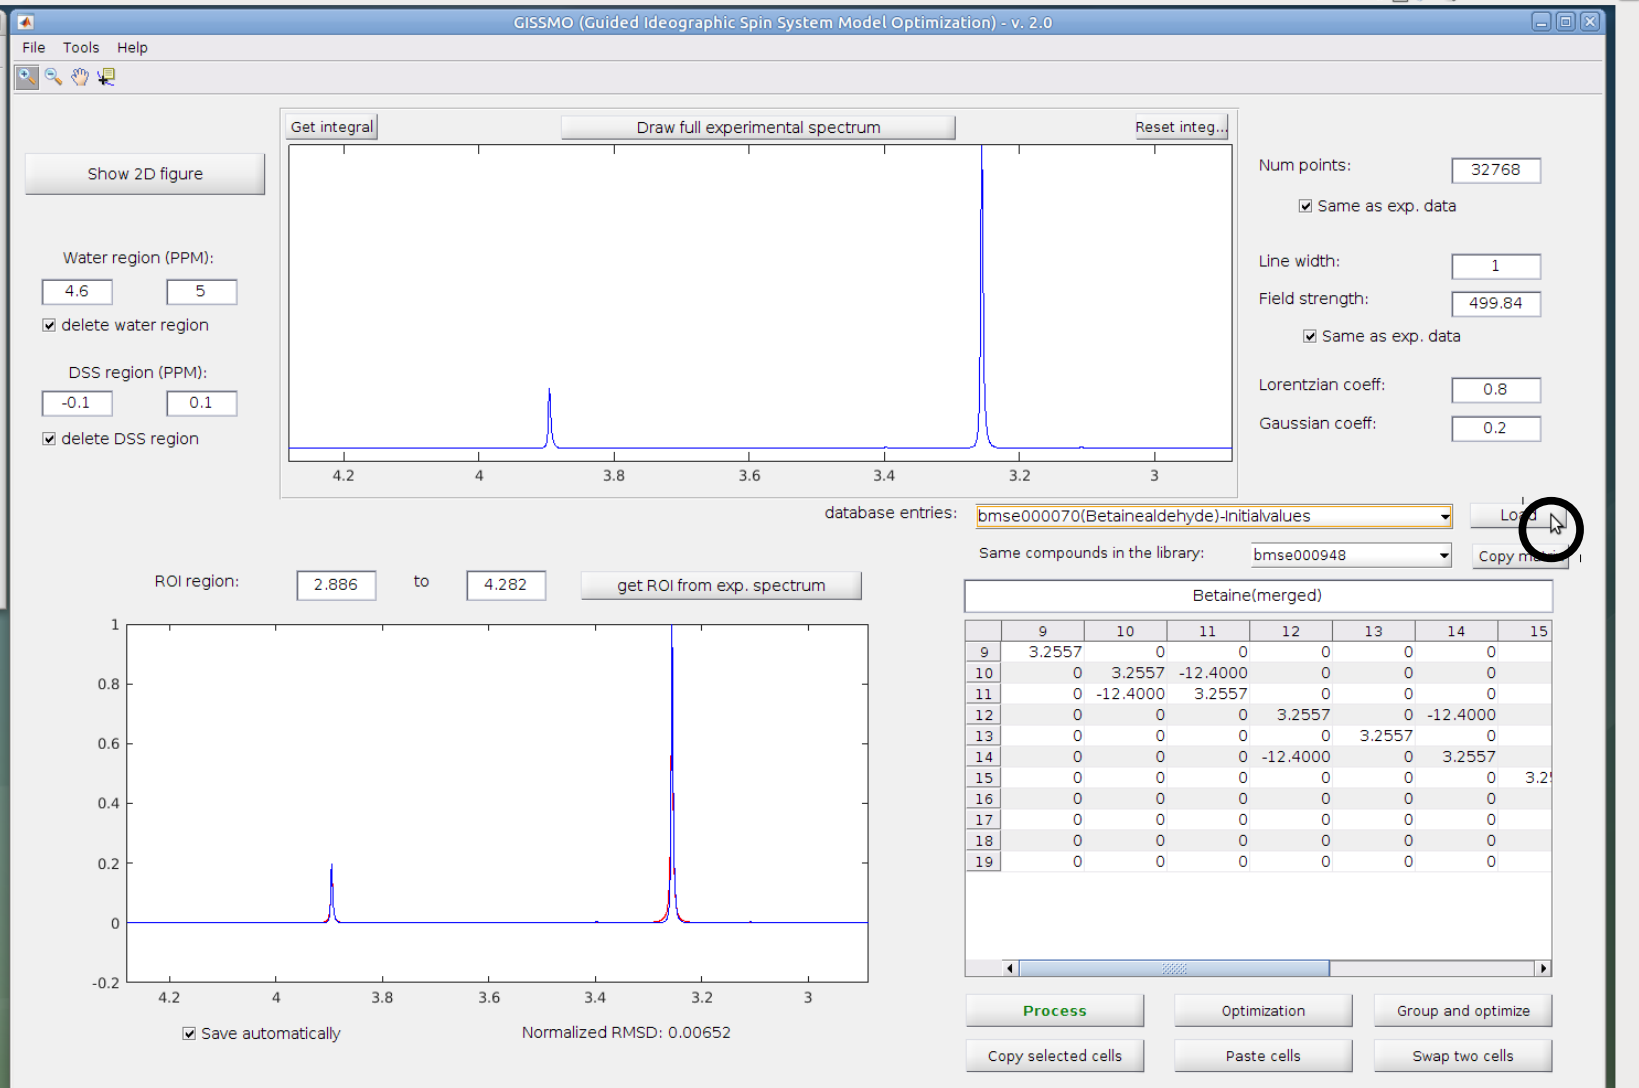 GISSMO (Guided Ideographic Spin System Model Optimization) - v. 2.0
File Tools Help
Get integral Draw full experimental spectrum Reset integ...
Show 2D figure
Water region (PPM):
4.6 5
delete water region
DSS region (PPM):
-0.1 0.1
delete DSS region
4.2 4 3.8 3.6 3.4 3.2 3
Num points: 32768
Same as exp. data
Line width: 1
Field strength: 499.84
Same as exp. data
Lorentzian coeff: 0.8
Gaussian coeff: 0.2
database entries: bmse000070(Betainealdehyde)-Initialvalues
Same compounds in the library: bmse000948 Copy
ROI region: 2.886 to 4.282 get ROI from exp. spectrum
1
0.8
0.6
0.4
0.2
0
-0.2
4.2 4 3.8 3.6 3.4 3.2 3
Save automatically Normalized RMSD: 0.00652
Betaine(merged)
9 10 11 12 13 14 15
9 3.2557 0 0 0 0 0
10 0 3.2557 -12.4000 0 0 0
11 0 -12.4000 3.2557 0 0 0
12 0 0 0 3.2557 0 -12.4000
13 0 0 0 0 3.2557 0
14 0 0 0 -12.4000 0 3.2557
15 0 0 0 0 0 0
16 0 0 0 0 0 0
17 0 0 0 0 0 0
18 0 0 0 0 0 0
19 0 0 0 0 0 0
Process Optimization Group and optimize
Copy selected cells Paste cells Swap two cells